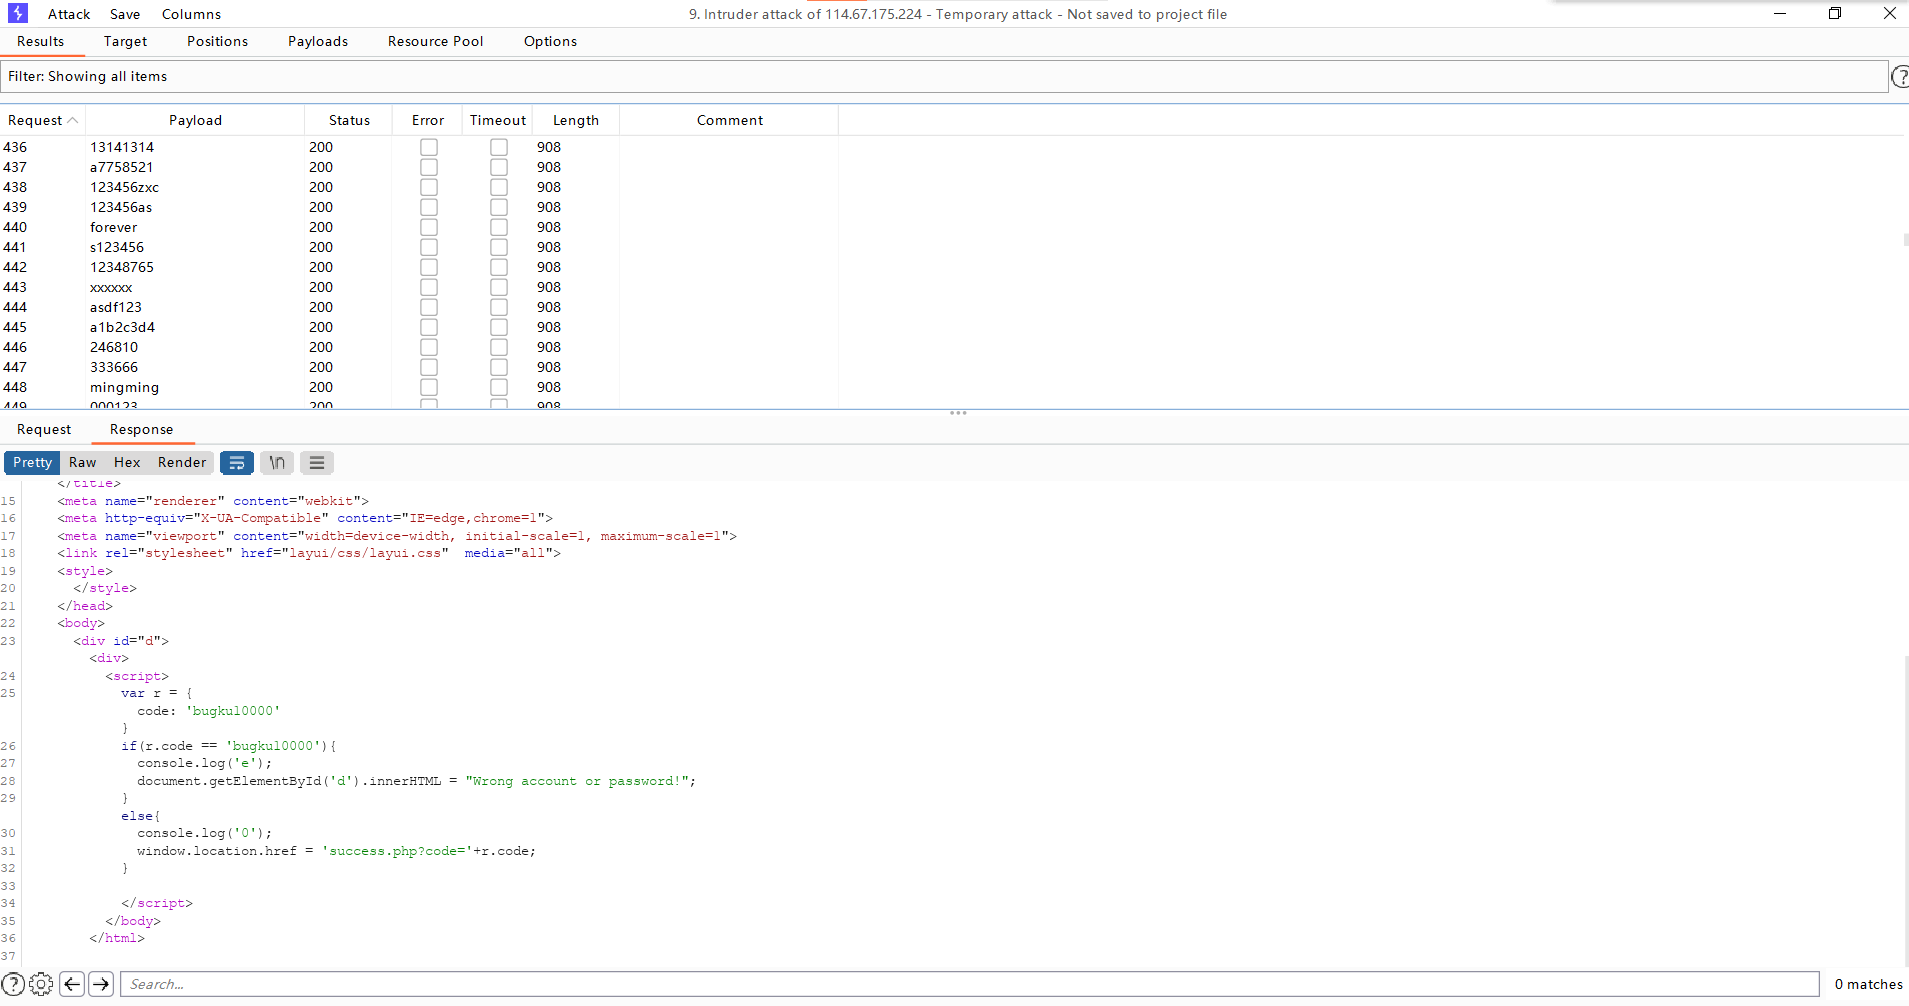 Attack Save Columns 9. Intruder attack of 114.67.175.224 - Temporary attack - Not saved to project file
Results Target Positions Payloads Resource Pool Options
Filter: Showing all items ?
Request Payload Status Error Timeout Length Comment
436 13141314 200 908
437 a7758521 200 908
438 123456zxc 200 908
439 123456as 200 908
440 forever 200 908
441 s123456 200 908
442 12348765 200 908
443 xxxxxx 200 908
444 asdf123 200 908
445 a1b2c3d4 200 908
446 246810 200 908
447 333666 200 908
448 mingming 200 908
449 000123 200 908
Request Response
Pretty Raw Hex Render \n
</title>
15 <meta name="renderer" content="webkit">
16 <meta http-equiv="X-UA-Compatible" content="IE=edge,chrome=1">
17 <meta name="viewport" content="width=device-width, initial-scale=1, maximum-scale=1">
18 <link rel="stylesheet" href="layui/css/layui.css"  media="all">
19 <style>
20 </style>
21 </head>
22 <body>
23 <div id="d">
<div>
24 <script>
25 var r = {
code: 'bugku10000'
}
26 if(r.code == 'bugku10000'){
27 console.log('e');
28 document.getElementById('d').innerHTML = "Wrong account or password!";
29 }
else{
30 console.log('0');
31 window.location.href = 'success.php?code='+r.code;
32 }
33
34 </script>
35 </body>
36 </html>
37
? Search... 0 matches